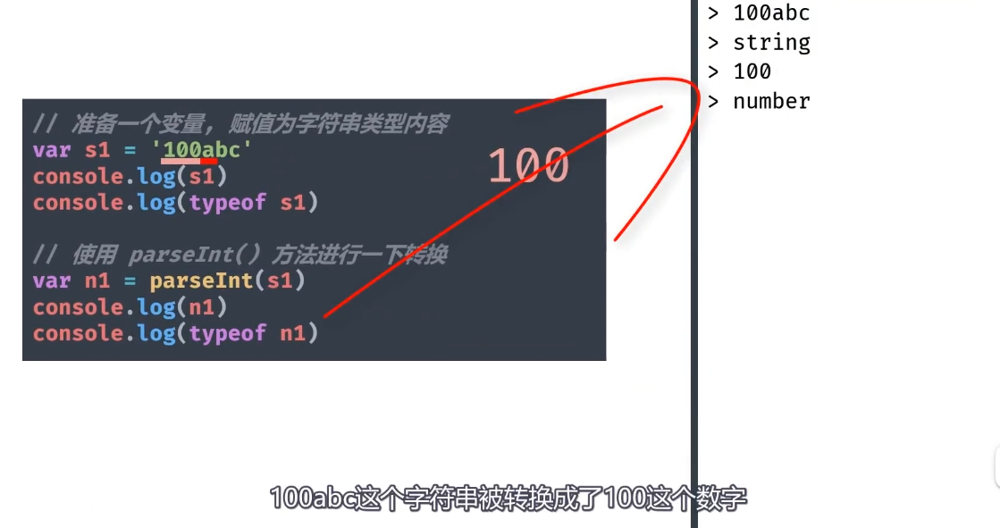 // 准备一个变量，赋值为字符串类型内容
var s1 = '100abc'
console.log(s1)
console.log(typeof s1)
// 使用 parseInt() 方法进行一下转换
var n1 = parseInt(s1)
console.log(n1)
console.log(typeof n1)
100
> 100abc
> string
> 100
> number
100abc这个字符串被转换成了100这个数字